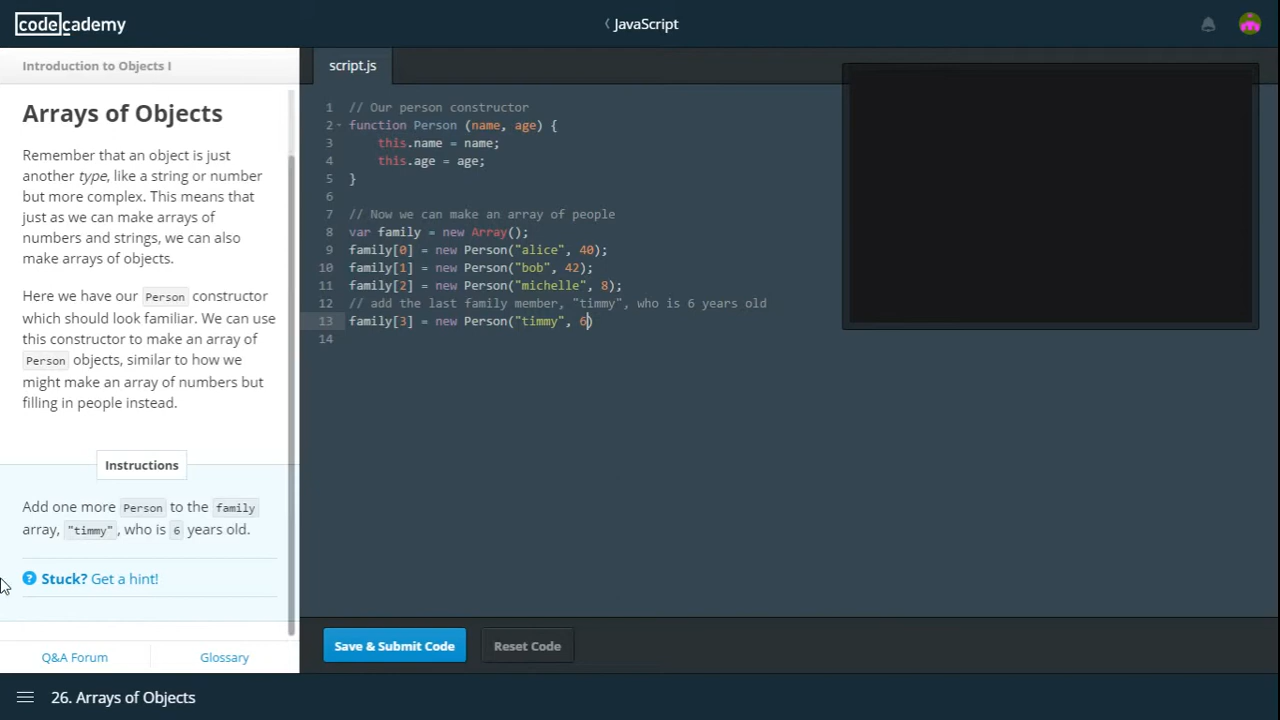 codecademy
JavaScript
Introduction to Objects I
script.js
Arrays of Objects
Remember that an object is just
another type, like a string or number
but more complex. This means that
just as we can make arrays of
numbers and strings, we can also
make arrays of objects.
Here we have our Person constructor
which should look familiar. We can use
this constructor to make an array of
Person objects, similar to how we
might make an array of numbers but
filling in people instead.
Instructions
Add one more Person to the family
array, "timmy", who is 6 years old.
? Stuck? Get a hint!
Q&A Forum
Glossary
1 // Our person constructor
2 function Person (name, age) {
3 this.name = name;
4 this.age = age;
5 }
6
7 // Now we can make an array of people
8 var family = new Array();
9 family[0] = new Person("alice", 40);
10 family[1] = new Person("bob", 42);
11 family[2] = new Person("michelle", 8);
12 // add the last family member, "timmy", who is 6 years old
13 family[3] = new Person("timmy", 6)
14
Save & Submit Code
Reset Code
26. Arrays of Objects